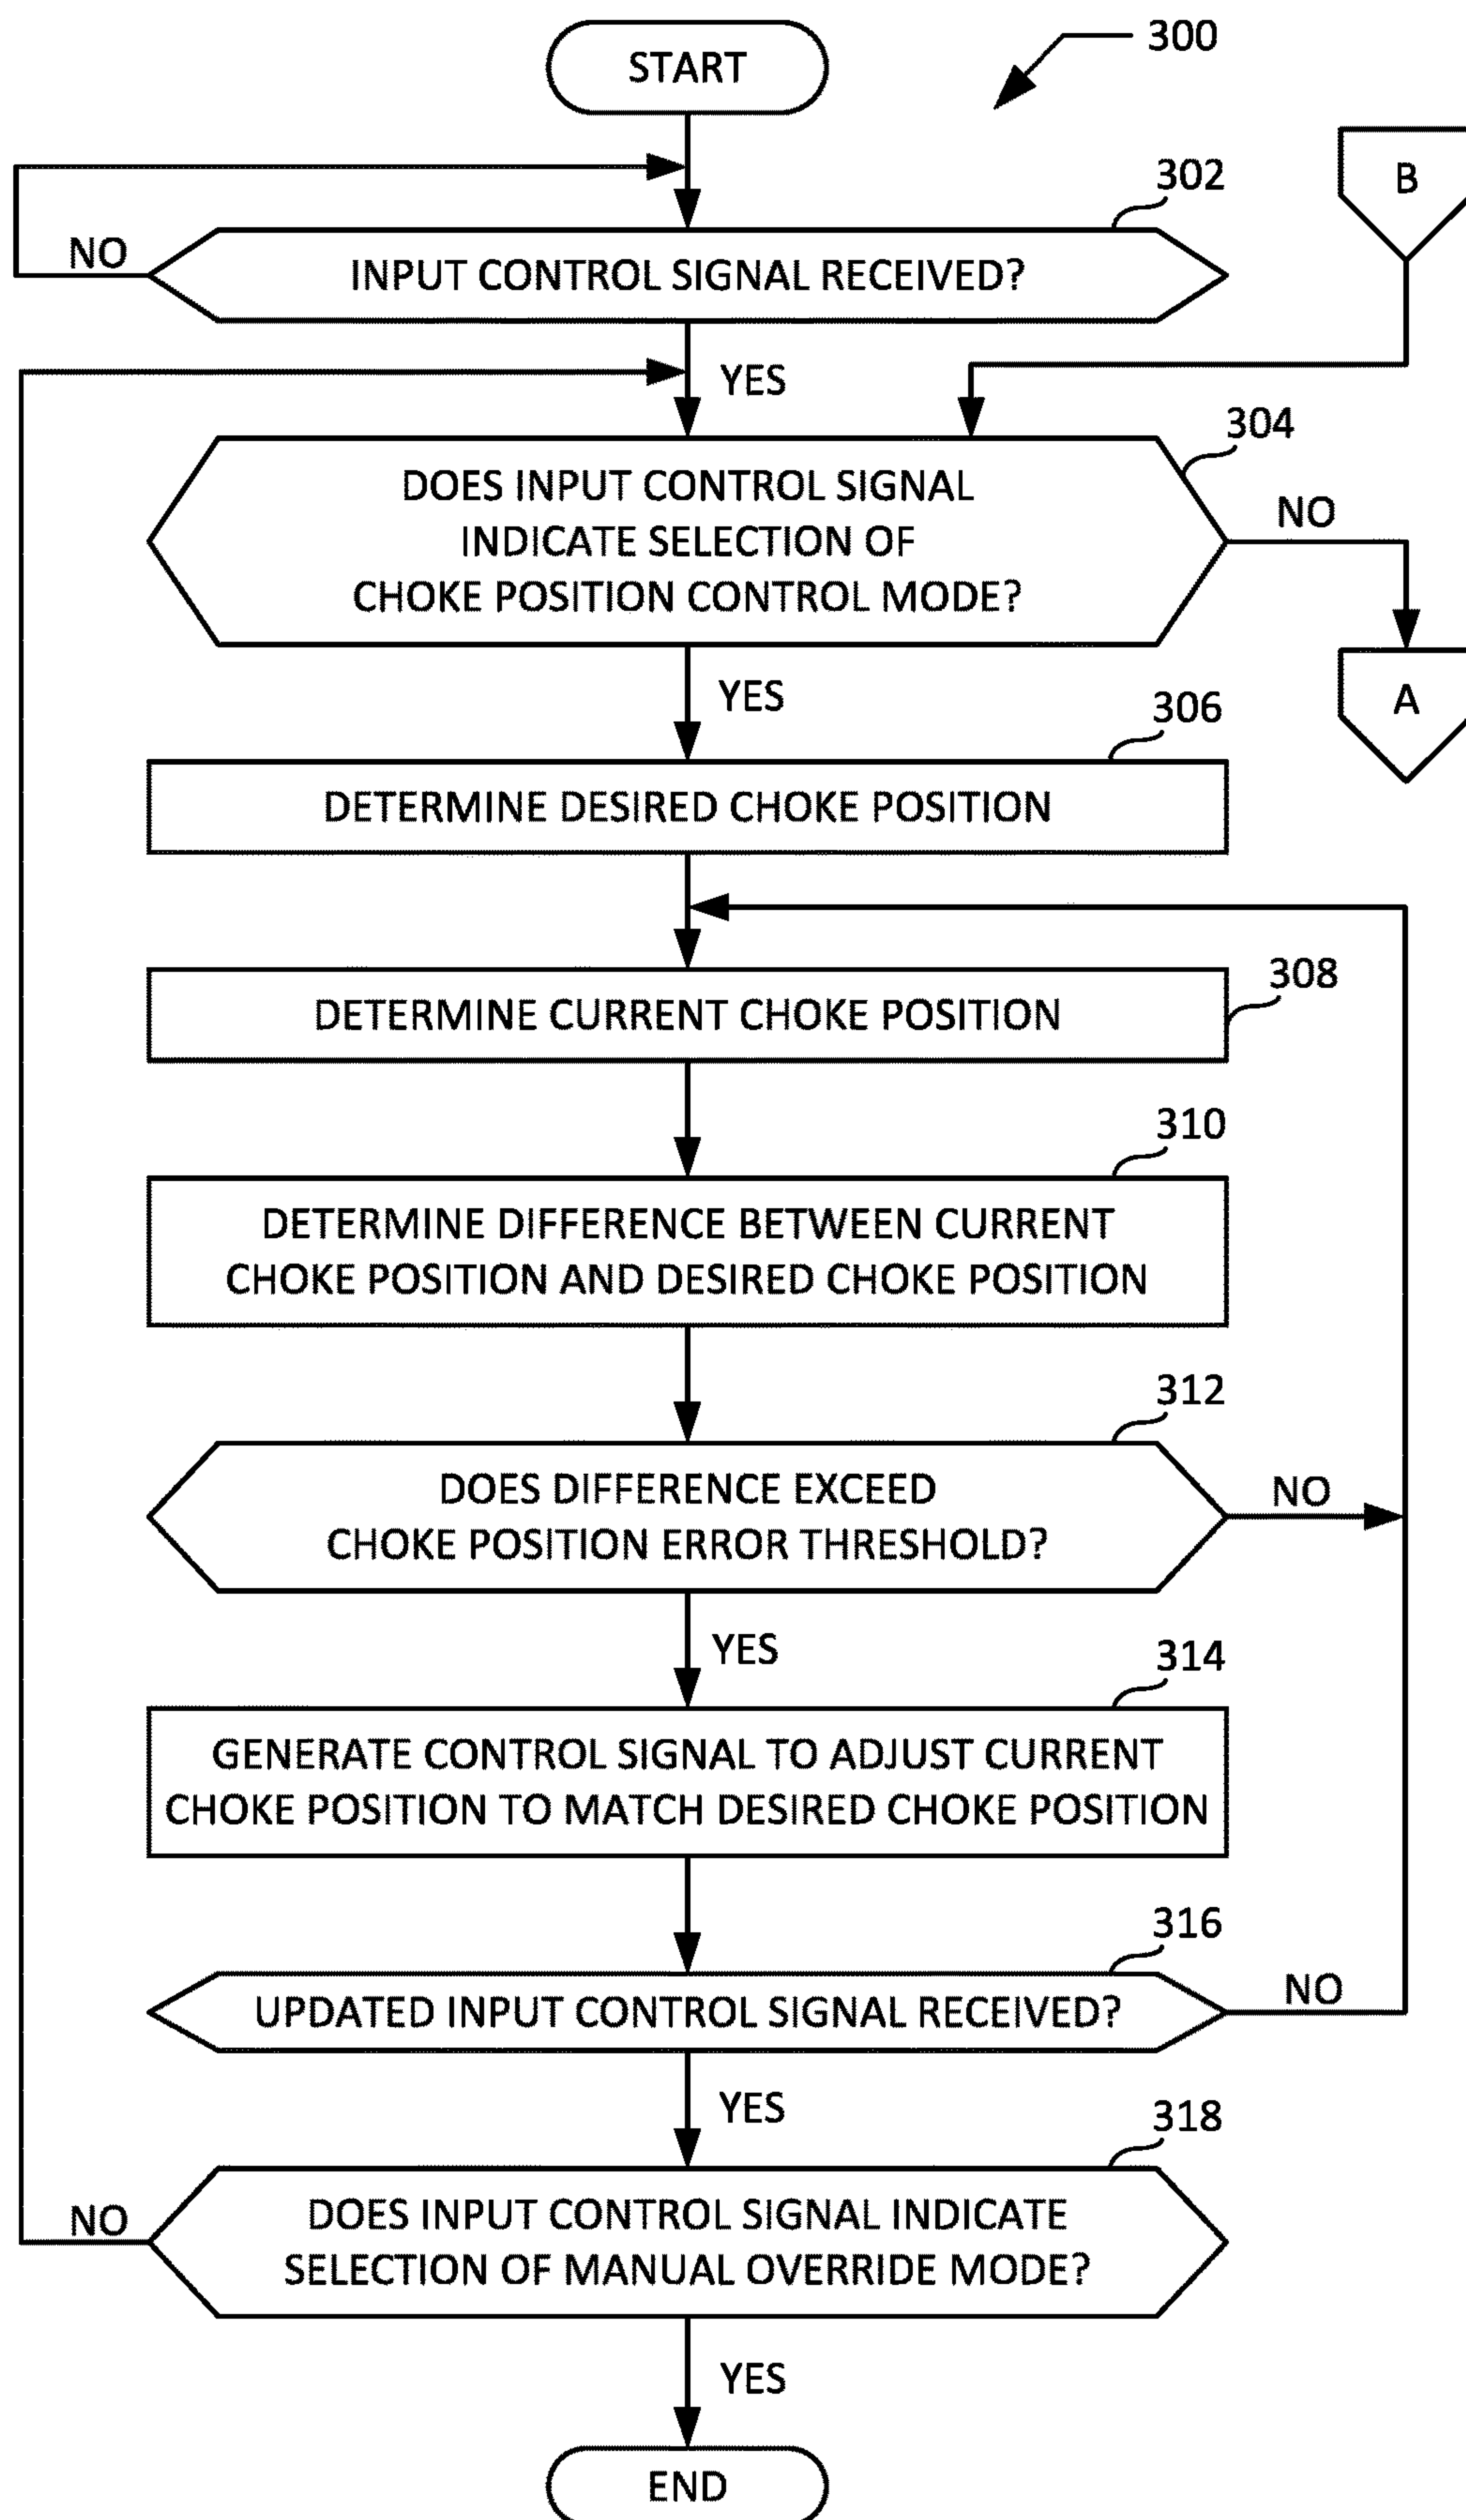 START
300
302
B
NO
INPUT CONTROL SIGNAL RECEIVED?
YES
304
DOES INPUT CONTROL SIGNAL
INDICATE SELECTION OF
CHOKE POSITION CONTROL MODE?
NO
A
YES
306
DETERMINE DESIRED CHOKE POSITION
308
DETERMINE CURRENT CHOKE POSITION
310
DETERMINE DIFFERENCE BETWEEN CURRENT
CHOKE POSITION AND DESIRED CHOKE POSITION
312
DOES DIFFERENCE EXCEED
CHOKE POSITION ERROR THRESHOLD?
NO
YES
314
GENERATE CONTROL SIGNAL TO ADJUST CURRENT
CHOKE POSITION TO MATCH DESIRED CHOKE POSITION
316
UPDATED INPUT CONTROL SIGNAL RECEIVED?
NO
YES
318
NO
DOES INPUT CONTROL SIGNAL INDICATE
SELECTION OF MANUAL OVERRIDE MODE?
YES
END